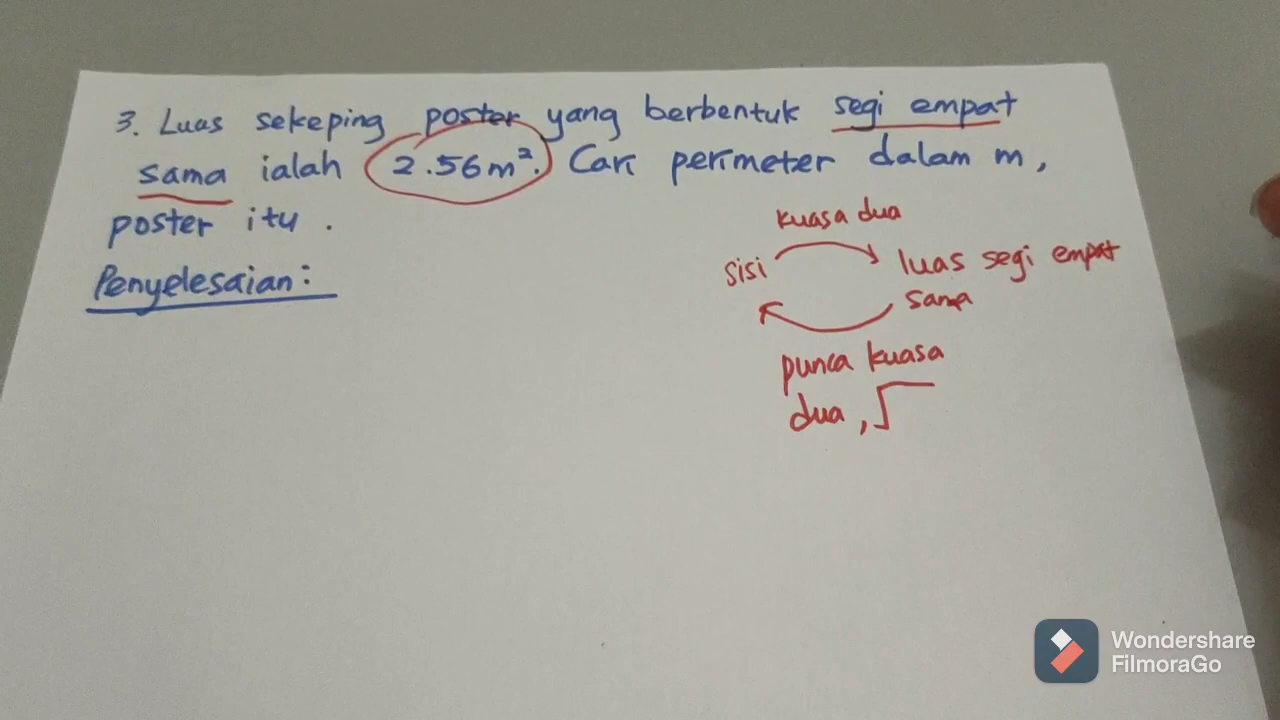 3. Luas sekeping poster yang berbentuk segi empat
sama ialah 2.56 m². Cari perimeter dalam m,
poster itu.
Penyelesaian:
kuasa dua
sisi
luas segi empat
sama
punca kuasa
dua, √
Wondershare
FilmoraGo